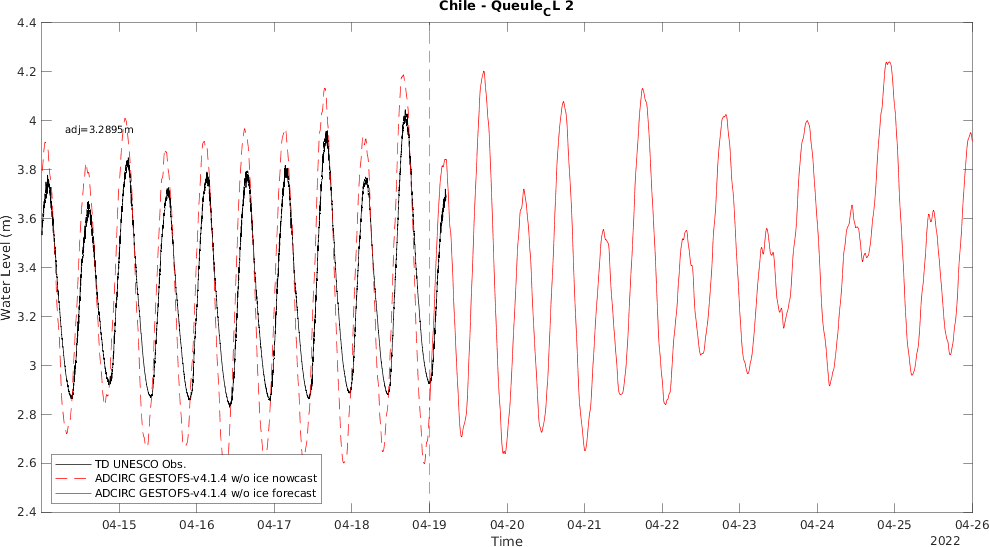 Chile - QueuleCL 2
4.4
4.2
4
3.8
3.6
3.4
3.2
3
2.8
2.6
2.4
Water Level (m)
adj=3.2895m
TD UNESCO Obs.
ADCIRC GESTOFS-v4.1.4 w/o ice nowcast
ADCIRC GESTOFS-v4.1.4 w/o ice forecast
04-15 04-16 04-17 04-18 04-19 04-20 04-21 04-22 04-23 04-24 04-25 04-26
Time
2022